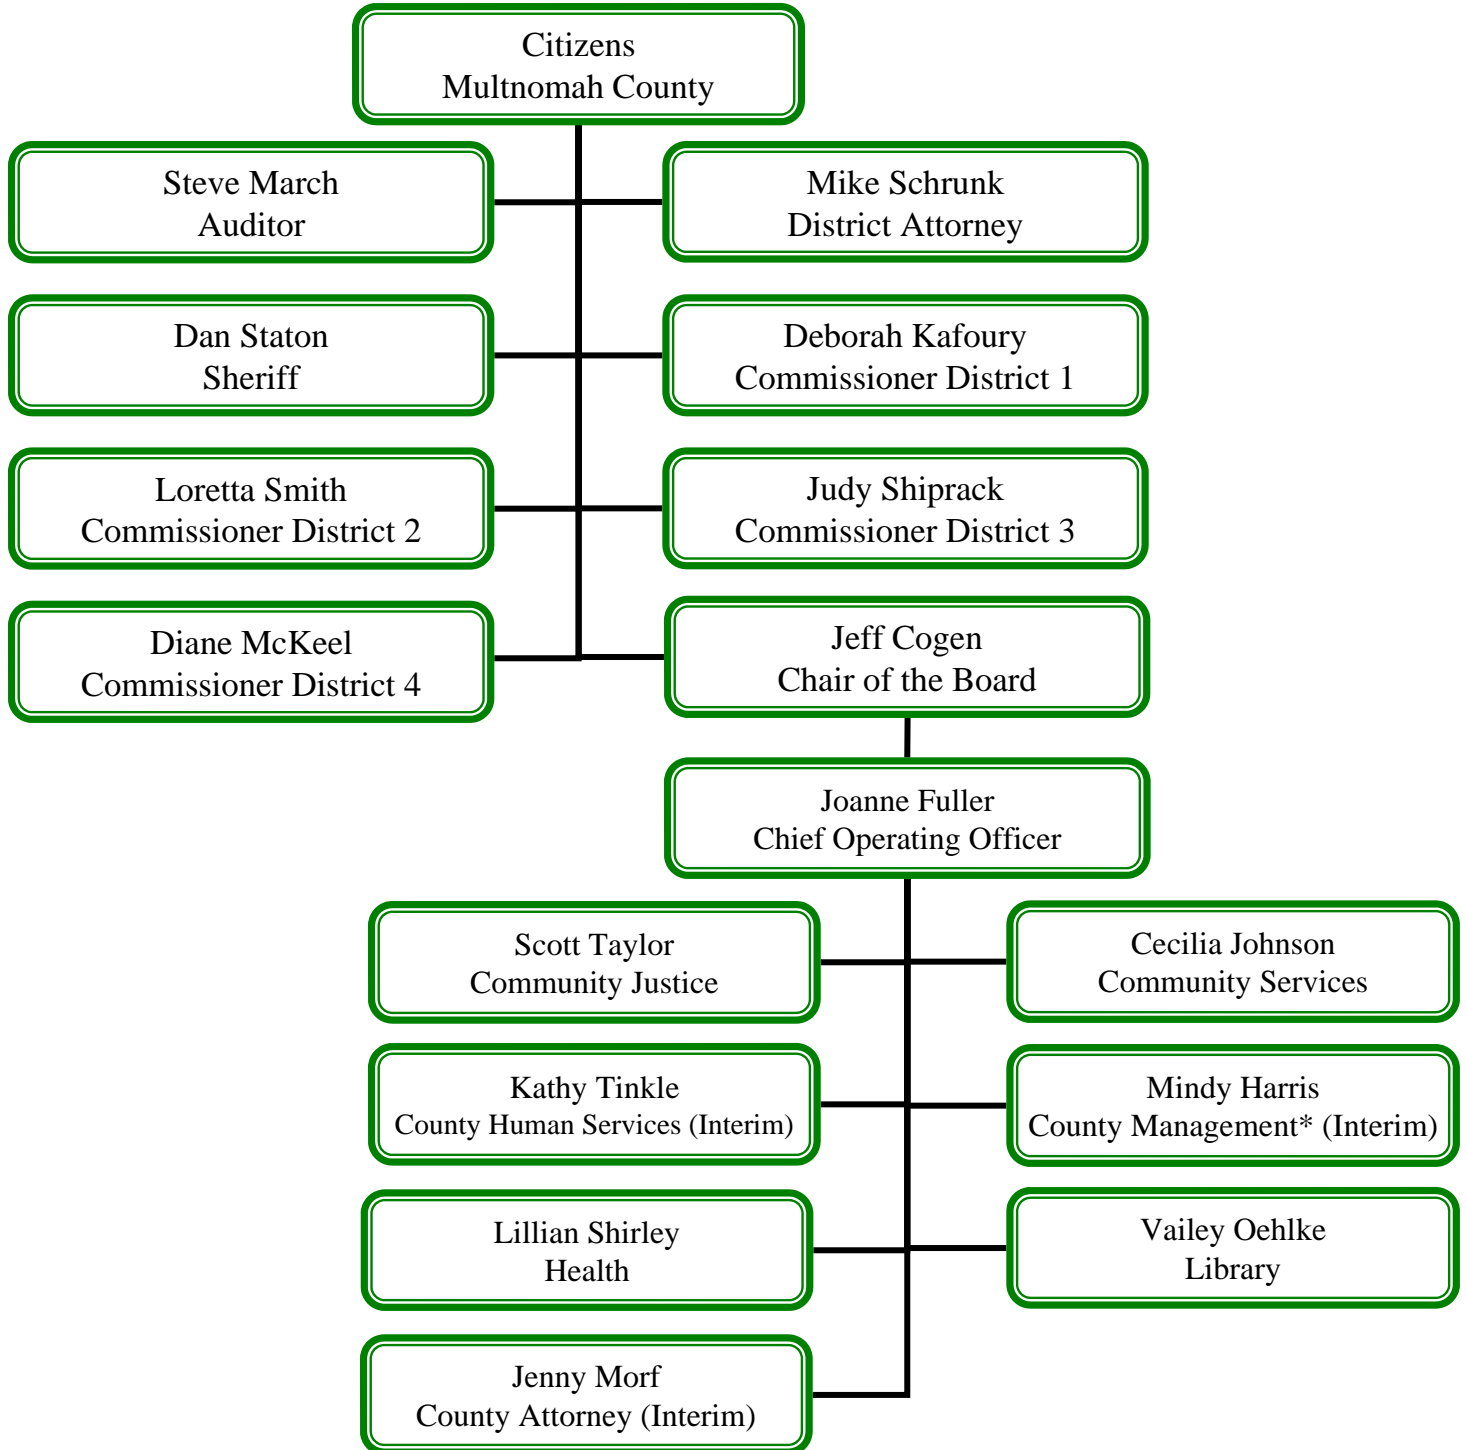 Citizens
Multnomah County
Steve March
Auditor
Mike Schrunk
District Attorney
Dan Staton
Sheriff
Deborah Kafoury
Commissioner District 1
Loretta Smith
Commissioner District 2
Judy Shiprack
Commissioner District 3
Diane McKeel
Commissioner District 4
Jeff Cogen
Chair of the Board
Joanne Fuller
Chief Operating Officer
Scott Taylor
Community Justice
Cecilia Johnson
Community Services
Kathy Tinkle
County Human Services (Interim)
Mindy Harris
County Management* (Interim)
Lillian Shirley
Health
Vailey Oehlke
Library
Jenny Morf
County Attorney (Interim)